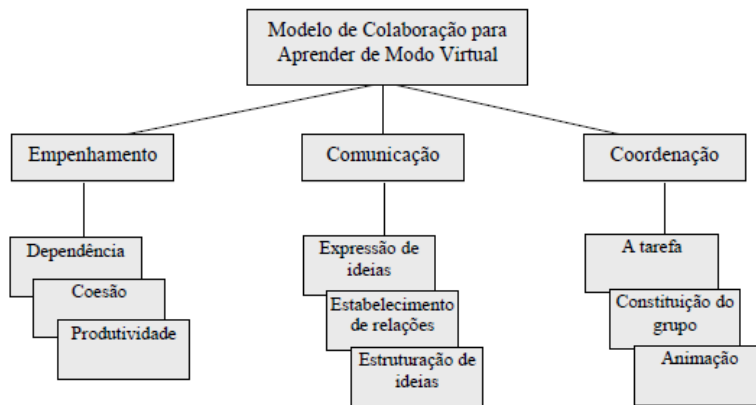 Modelo de Colaboração para
Aprender de Modo Virtual
Empenhamento
Comunicação
Coordenação
Dependência
Coesão
Produtividade
Expressão de
ideias
Estabelecimento
de relações
Estruturação de
ideias
A tarefa
Constituição do
grupo
Animação